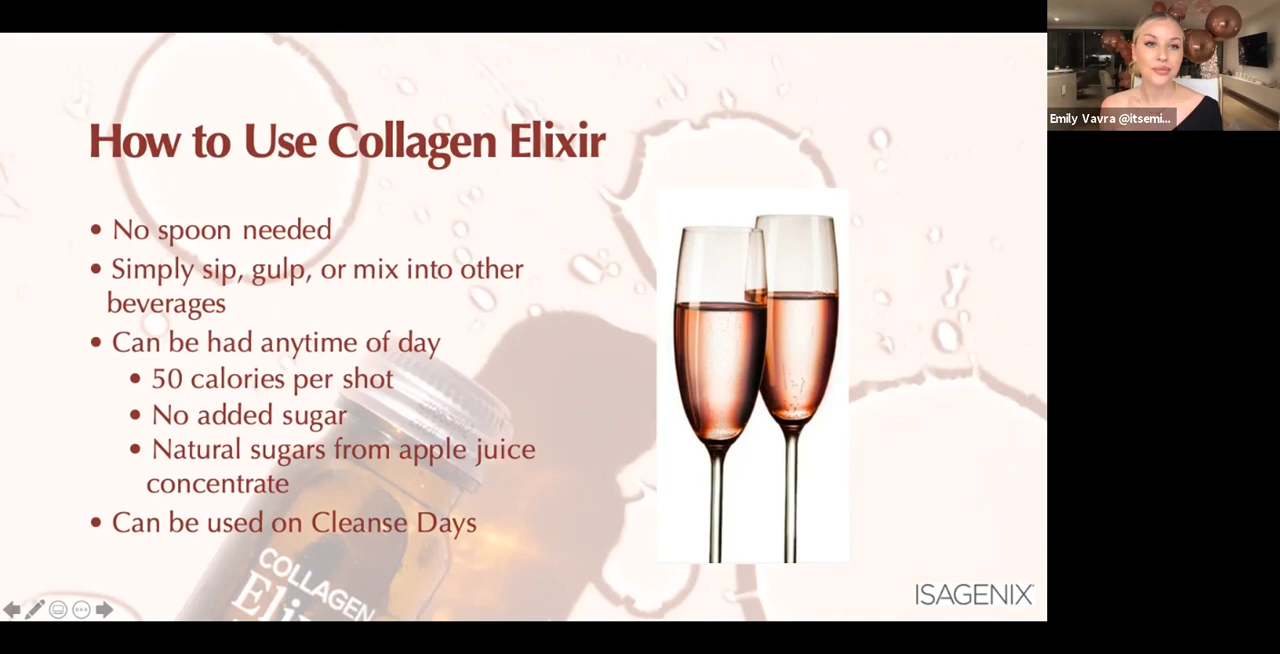 How to Use Collagen Elixir
• No spoon needed
• Simply sip, gulp, or mix into other
beverages
• Can be had anytime of day
• 50 calories per shot
• No added sugar
• Natural sugars from apple juice
concentrate
• Can be used on Cleanse Days
COLLAGEN
ISAGENIX
Emily Vavra @itsemi...